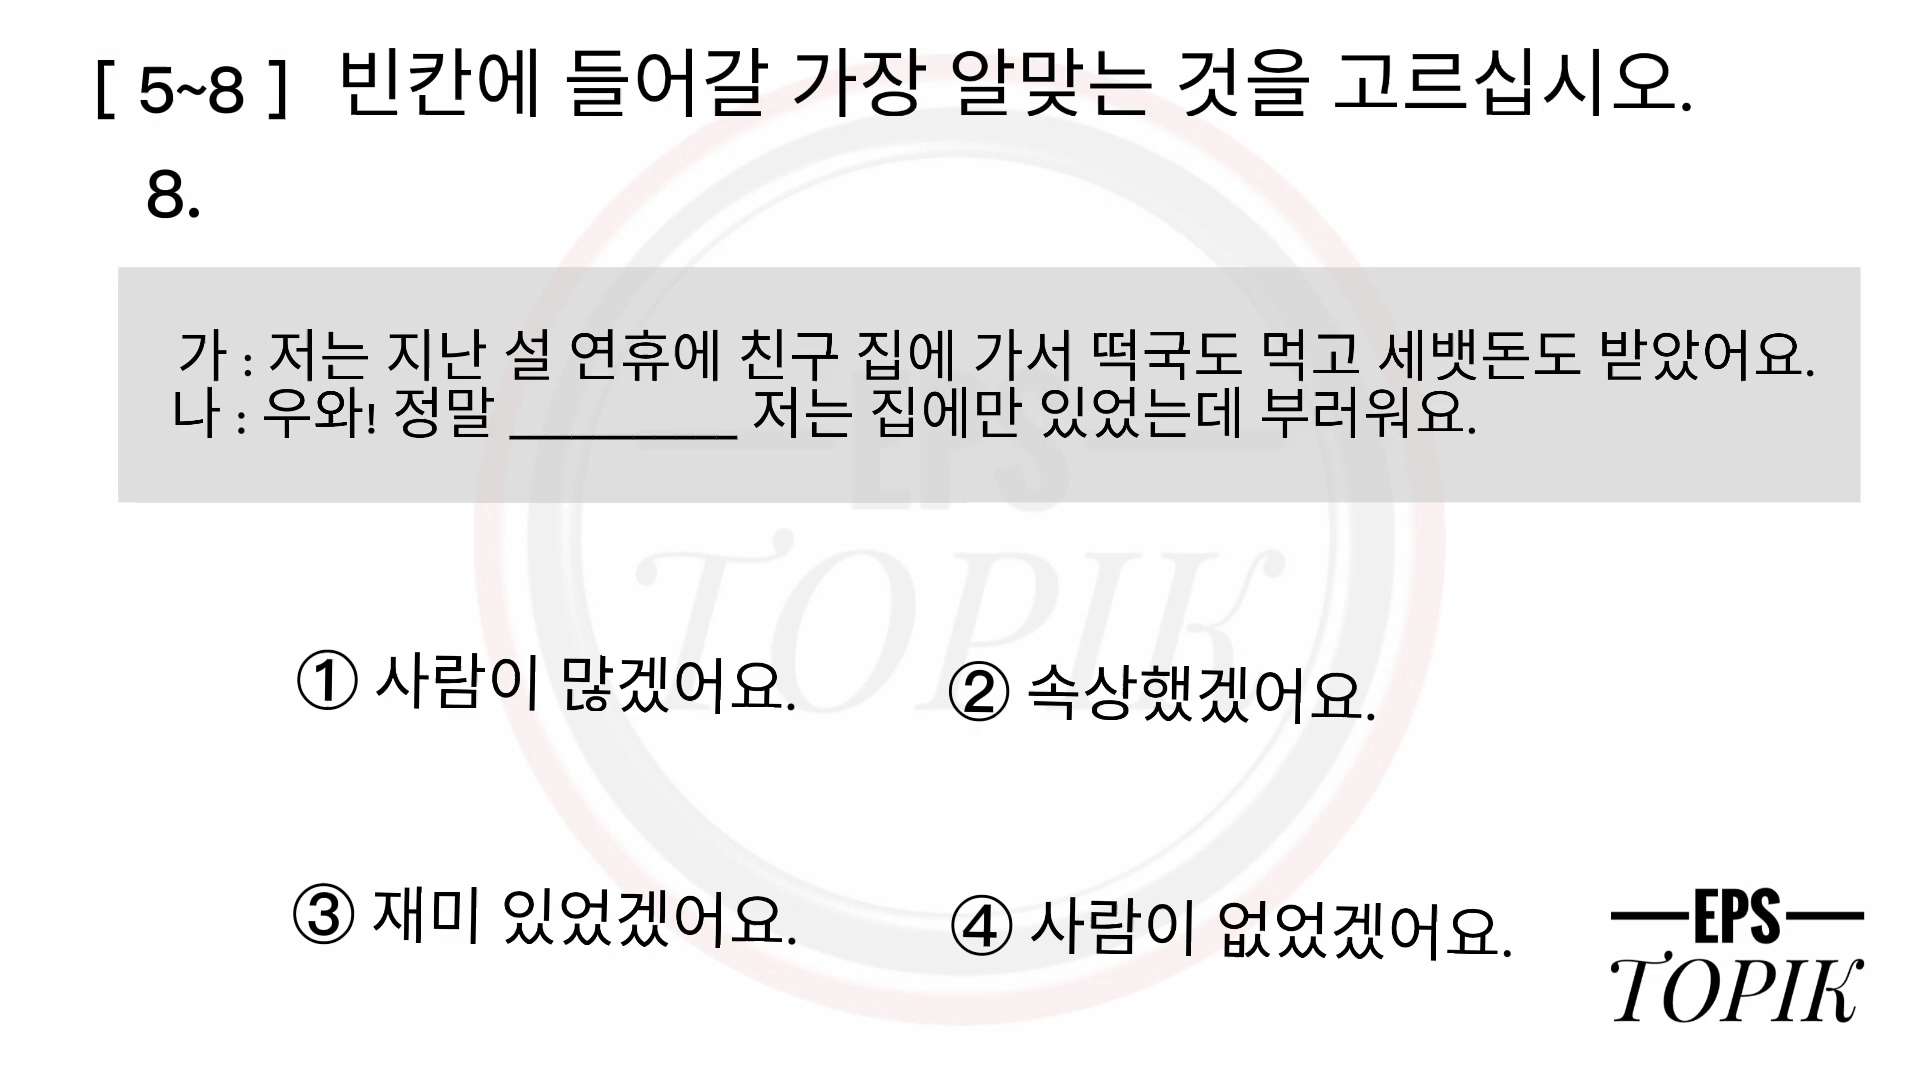 [ 5~8 ] 빈칸에 들어갈 가장 알맞는 것을 고르십시오.
8.
가 : 저는 지난 설 연휴에 친구 집에 가서 떡국도 먹고 세뱃돈도 받았어요.
나 : 우와! 정말 ________ 저는 집에만 있었는데 부러워요.
① 사람이 많겠어요.
② 속상했겠어요.
③ 재미 있었겠어요.
④ 사람이 없었겠어요.
EPS
TOPIK
EPS
TOPIK